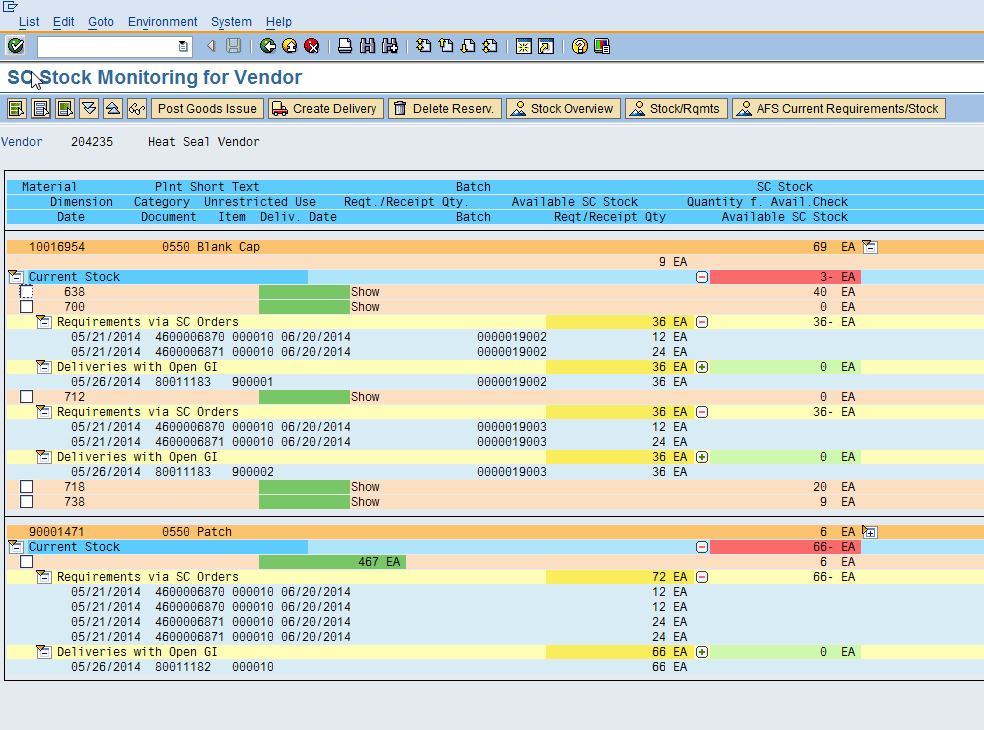 List Edit Goto Environment System Help
SC Stock Monitoring for Vendor
Post Goods Issue Create Delivery Delete Reserv. Stock Overview Stock/Rqmts AFS Current Requirements/Stock
Vendor 204235 Heat Seal Vendor
Material Plnt Short Text Batch SC Stock
Dimension Category Unrestricted Use Reqt./Receipt Qty. Available SC Stock Quantity f. Avail.Check
Date Document Item Deliv. Date Batch Reqt/Receipt Qty Available SC Stock
10016954 0550 Blank Cap 69 EA
9 EA
Current Stock 3- EA
638 Show 40 EA
700 Show 0 EA
Requirements via SC Orders 36 EA 36- EA
05/21/2014 4600006870 000010 06/20/2014 0000019002 12 EA
05/21/2014 4600006871 000010 06/20/2014 0000019002 24 EA
Deliveries with Open GI 36 EA 0 EA
05/26/2014 80011183 900001 0000019002 36 EA
712 Show 0 EA
Requirements via SC Orders 36 EA 36- EA
05/21/2014 4600006870 000010 06/20/2014 0000019003 12 EA
05/21/2014 4600006871 000010 06/20/2014 0000019003 24 EA
Deliveries with Open GI 36 EA 0 EA
05/26/2014 80011183 900002 0000019003 36 EA
718 Show 20 EA
738 Show 9 EA
90001471 0550 Patch 6 EA
Current Stock 66- EA
467 EA 6 EA
Requirements via SC Orders 72 EA 66- EA
05/21/2014 4600006870 000010 06/20/2014 12 EA
05/21/2014 4600006870 000010 06/20/2014 12 EA
05/21/2014 4600006871 000010 06/20/2014 24 EA
05/21/2014 4600006871 000010 06/20/2014 24 EA
Deliveries with Open GI 66 EA 0 EA
05/26/2014 80011182 000010 66 EA